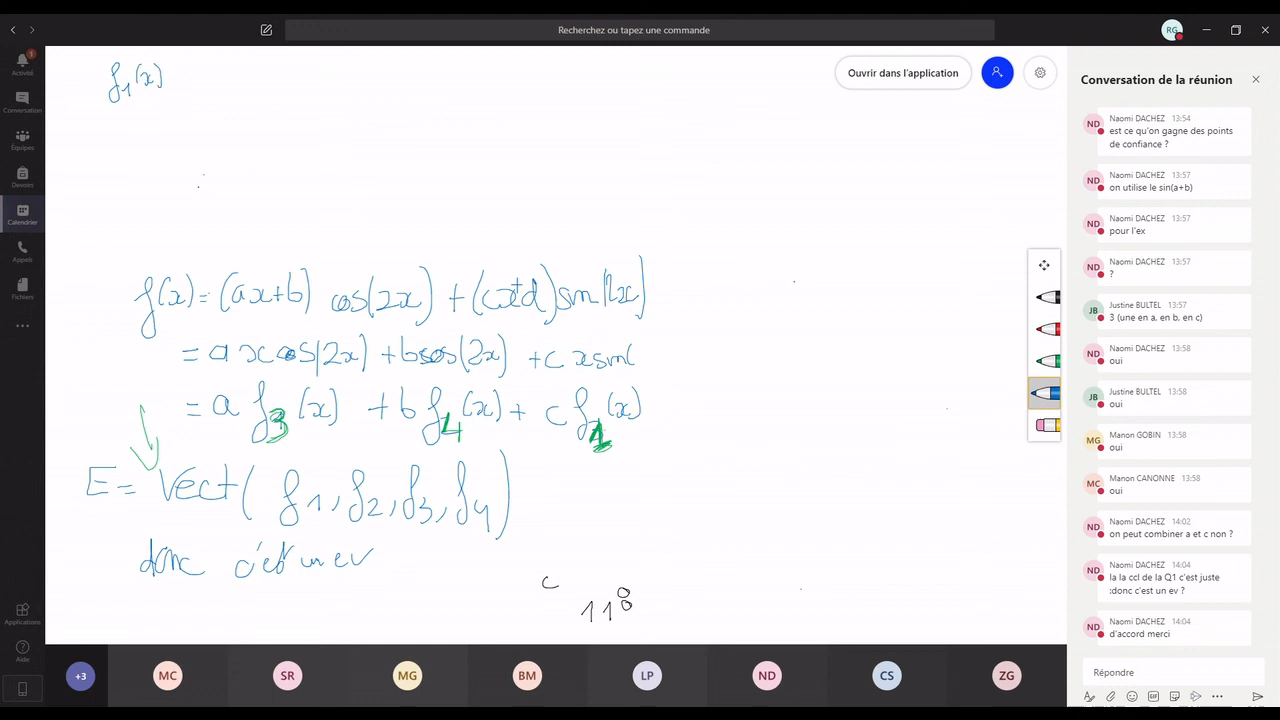 Recherchez ou tapez une commande
RG
1
Activité
Conversation
Équipes
Devoirs
Calendrier
Appels
Fichiers
Applications
Aide
Ouvrir dans l'application
f1(x)
f(x) = (ax+b) cos(2x) + (cx+d) sin(2x)
= a x cos(2x) + b cos(2x) + c x sin(
= a f3 (x) + b f4 (x) + c f1 (x)
E = Vect( f1, f2, f3, f4)
donc c'est un ev
c
118
+3
MC
SR
MG
BM
LP
ND
CS
ZG
Conversation de la réunion
ND
Naomi DACHEZ 13:54
est ce qu'on gagne des points
de confiance ?
ND
Naomi DACHEZ 13:57
on utilise le sin(a+b)
ND
Naomi DACHEZ 13:57
pour l'ex
ND
Naomi DACHEZ 13:57
?
JB
Justine BULTEL 13:57
3 (une en a, en b, en c)
ND
Naomi DACHEZ 13:58
oui
JB
Justine BULTEL 13:58
oui
MG
Manon GOBIN 13:58
oui
MC
Manon CANONNE 13:58
oui
ND
Naomi DACHEZ 14:02
on peut combiner a et c non ?
ND
Naomi DACHEZ 14:04
la la ccl de la Q1 c'est juste
:donc c'est un ev ?
ND
Naomi DACHEZ 14:04
d'accord merci
Répondre
GIF